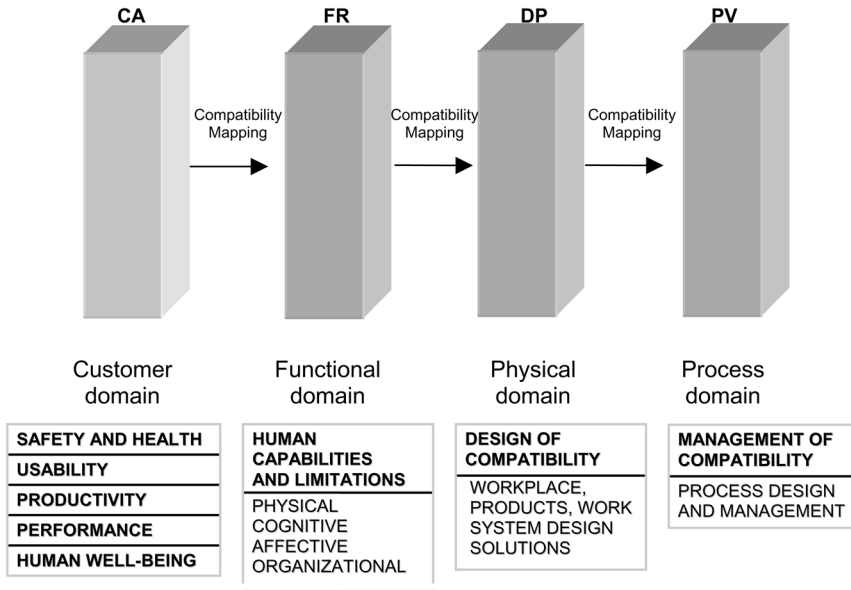 CA
FR
DP
PV
Compatibility
Mapping
Compatibility
Mapping
Compatibility
Mapping
Customer
domain
Functional
domain
Physical
domain
Process
domain
SAFETY AND HEALTH
USABILITY
PRODUCTIVITY
PERFORMANCE
HUMAN WELL-BEING
HUMAN
CAPABILITIES
AND LIMITATIONS
PHYSICAL
COGNITIVE
AFFECTIVE
ORGANIZATIONAL
DESIGN OF
COMPATIBILITY
WORKPLACE,
PRODUCTS, WORK
SYSTEM DESIGN
SOLUTIONS
MANAGEMENT OF
COMPATIBILITY
PROCESS DESIGN
AND MANAGEMENT